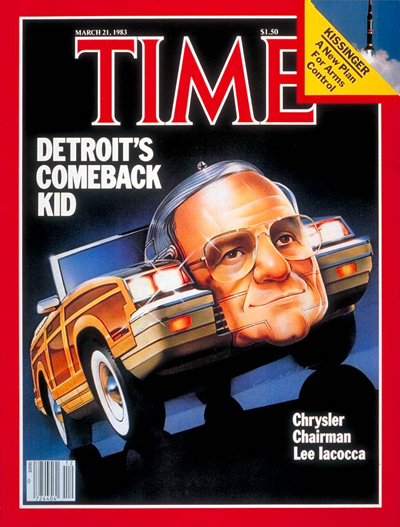 MARCH 21, 1983
$1.50
TIME
KISSINGER
A New Plan
For Arms
Control
DETROIT'S
COMEBACK
KID
Chrysler
Chairman
Lee Iacocca